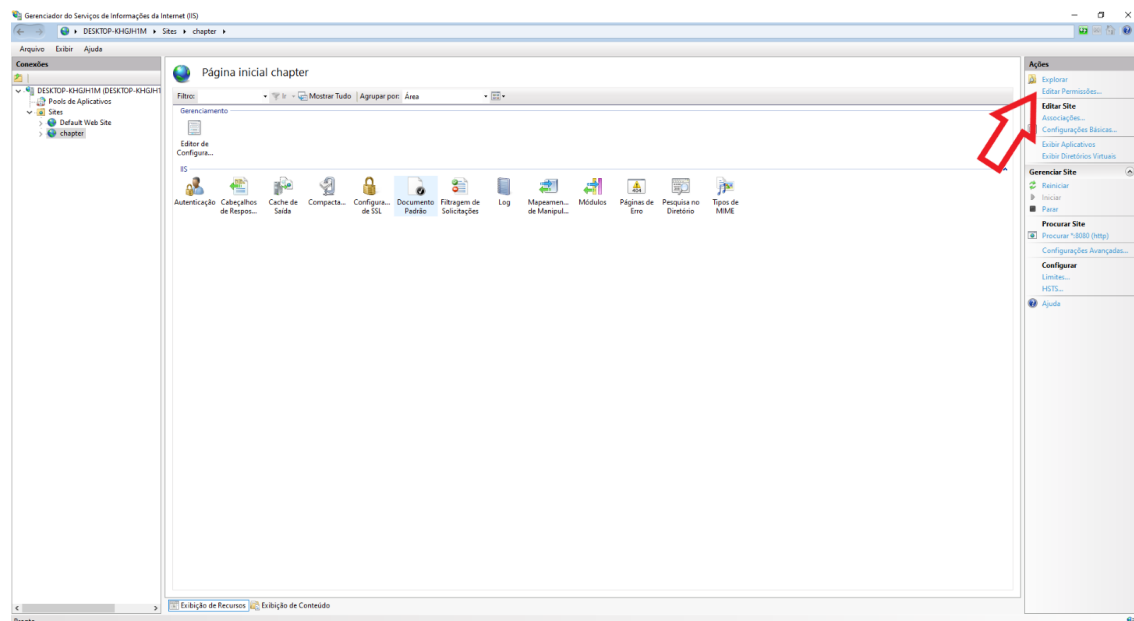 Gerenciador do Serviços de Informações da Internet (IIS)
DESKTOP-KHGJH1M
Sites
chapter
Arquivo Exibir Ajuda
Conexões
DESKTOP-KHGJH1M (DESKTOP-KHGJH1
Pools de Aplicativos
Sites
Default Web Site
chapter
Página inicial chapter
Filtro: Ir Mostrar Tudo Agrupar por: Área
Gerenciamento
Editor de
Configura...
IIS
Autenticação Cabeçalhos Cache de Compacta... Configura... Documento Filtragem de Log Mapeamen... Módulos Páginas de Pesquisa no Tipos de
de Respos... Saída de SSL Padrão Solicitações de Manipul... Erro Diretório MIME
404
Exibição de Recursos Exibição de Conteúdo
Pronto
Ações
Explorar
Editar Permissões...
Editar Site
Associações...
Configurações Básicas...
Exibir Aplicativos
Exibir Diretórios Virtuais
Gerenciar Site
Reiniciar
Iniciar
Parar
Procurar Site
Procurar *:8080 (http)
Configurações Avançadas...
Configurar
Limites...
HSTS...
Ajuda